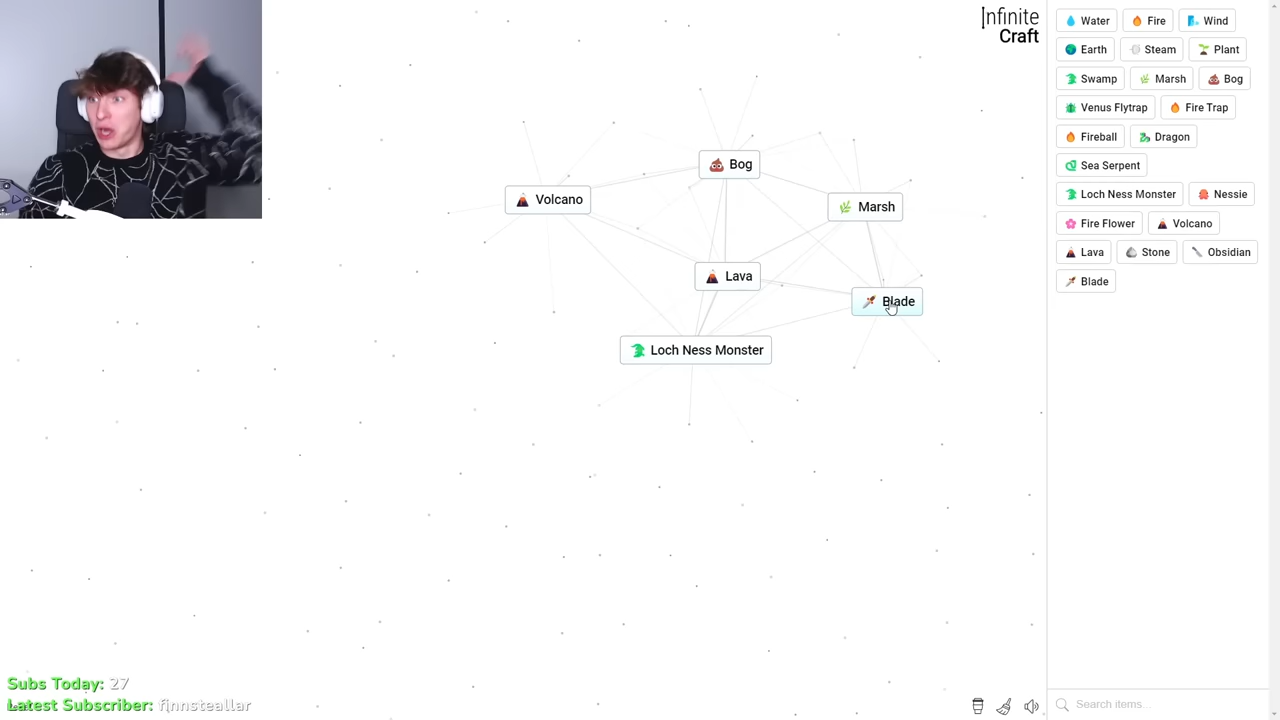 Infinite
Craft
Water
Fire
Wind
Earth
Steam
Plant
Swamp
Marsh
Bog
Venus Flytrap
Fire Trap
Fireball
Dragon
Sea Serpent
Loch Ness Monster
Nessie
Fire Flower
Volcano
Lava
Stone
Obsidian
Blade
Bog
Volcano
Marsh
Lava
Blade
Loch Ness Monster
Subs Today: 27
Latest Subscriber: finnsteallar
Search items...